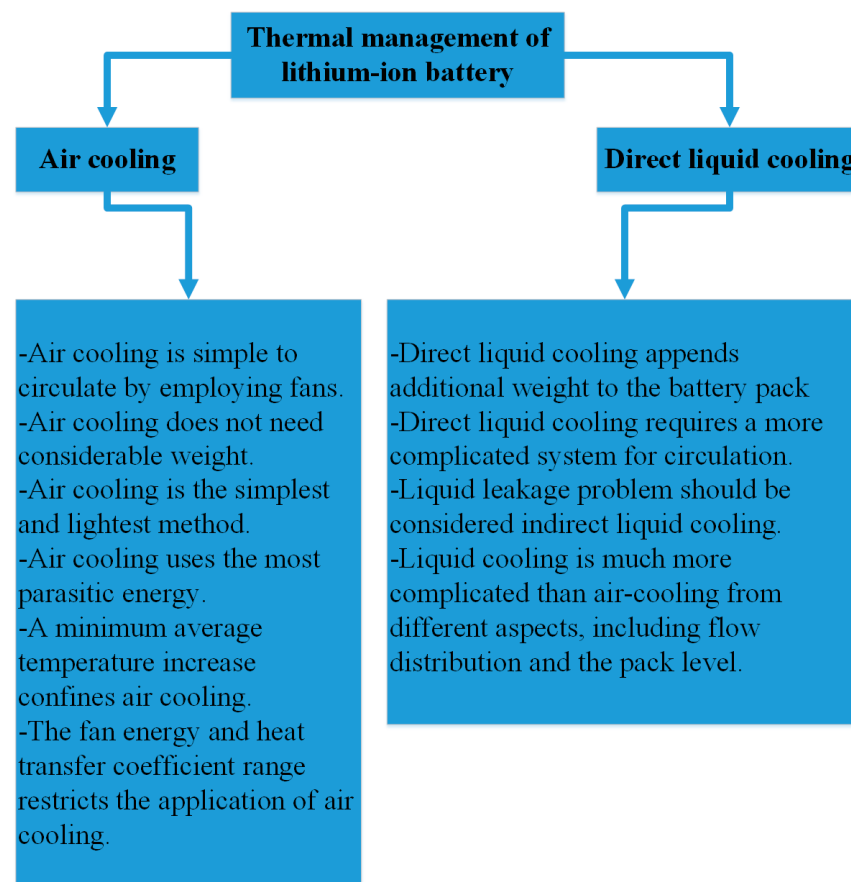 Thermal management of
lithium-ion battery
Air cooling
Direct liquid cooling
-Air cooling is simple to
circulate by employing fans.
-Air cooling does not need
considerable weight.
-Air cooling is the simplest
and lightest method.
-Air cooling uses the most
parasitic energy.
-A minimum average
temperature increase
confines air cooling.
-The fan energy and heat
transfer coefficient range
restricts the application of air
cooling.
-Direct liquid cooling appends
additional weight to the battery pack
-Direct liquid cooling requires a more
complicated system for circulation.
-Liquid leakage problem should be
considered indirect liquid cooling.
-Liquid cooling is much more
complicated than air-cooling from
different aspects, including flow
distribution and the pack level.